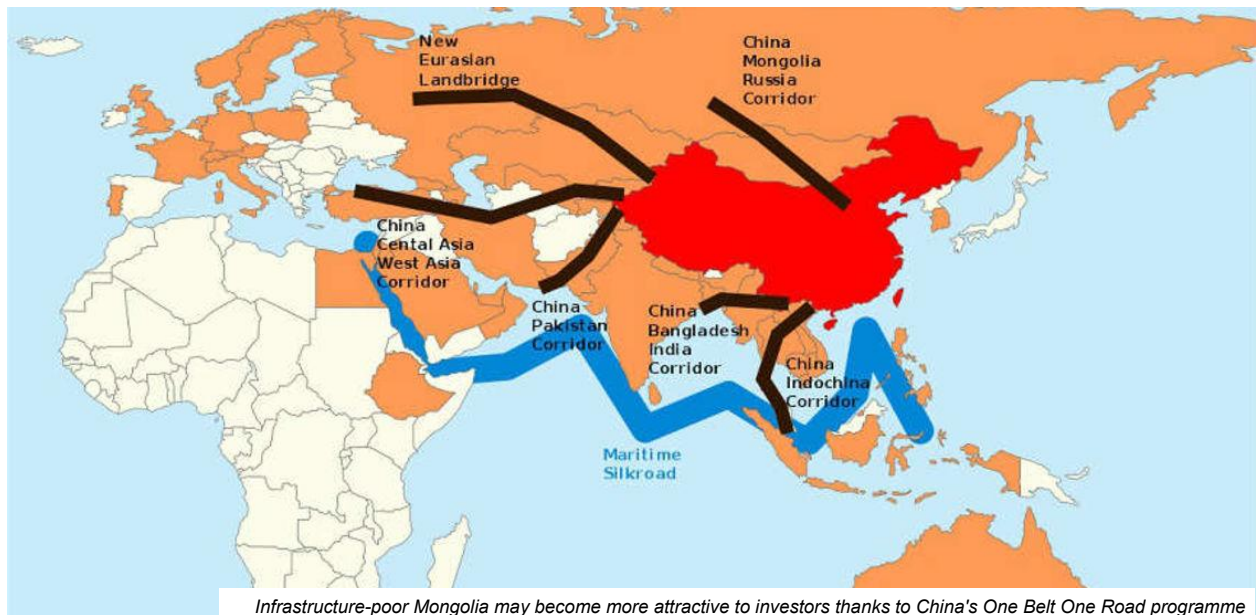 New
Eurasian
Landbridge
China
Mongolia
Russia
Corridor
China
Cental Asia
West Asia
Corridor
China
Pakistan
Corridor
China
Bangladesh
India
Corridor
China
Indochina
Corridor
Maritime
Silkroad
Infrastructure-poor Mongolia may become more attractive to investors thanks to China's One Belt One Road programme